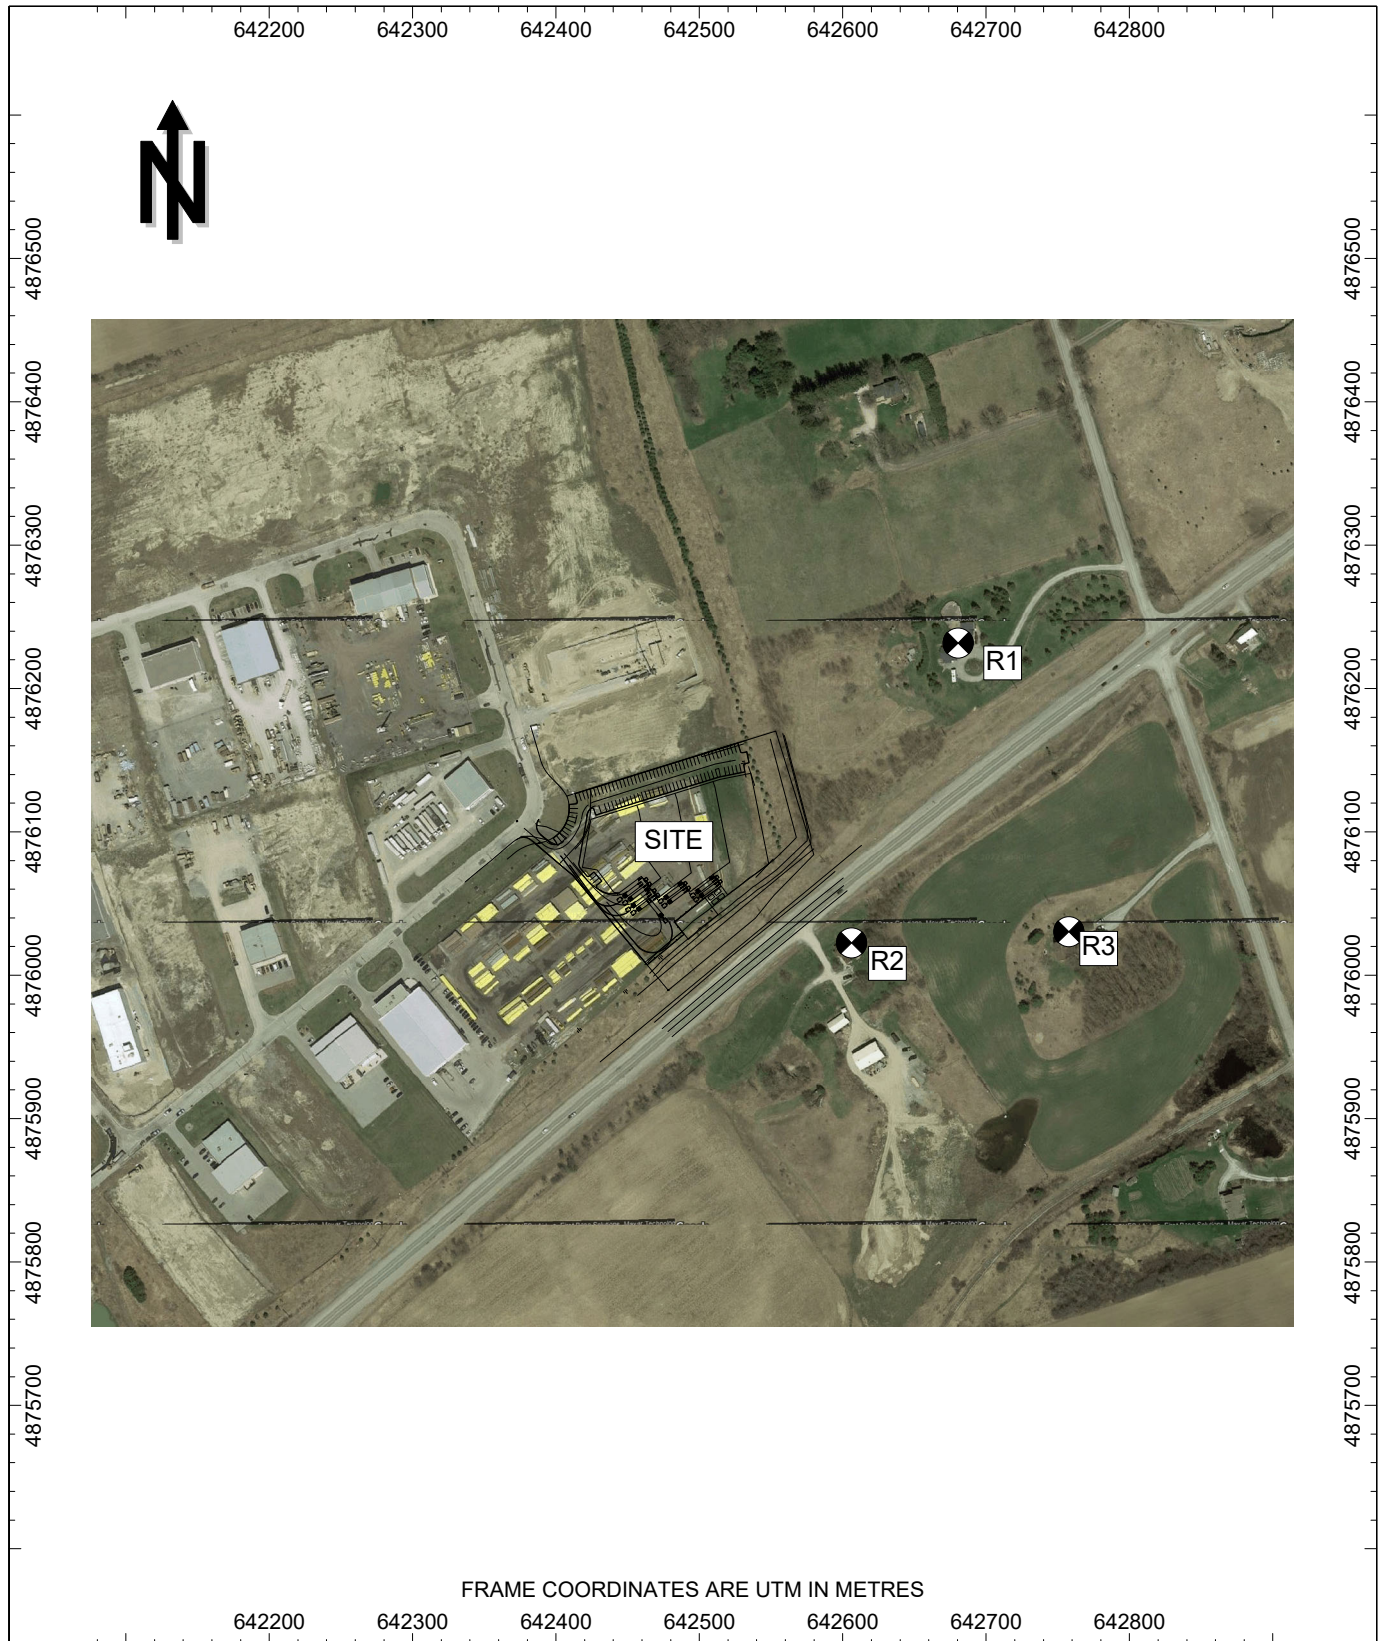 642200 642300 642400 642500 642600 642700 642800
N
4876500 4876500
4876400 4876400
4876300 4876300
R1
4876200 4876200
4876100 4876100
SITE
R3
R2
4876000 4876000
4875900 4875900
4875800 4875800
4875700 4875700
FRAME COORDINATES ARE UTM IN METRES
642200 642300 642400 642500 642600 642700 642800